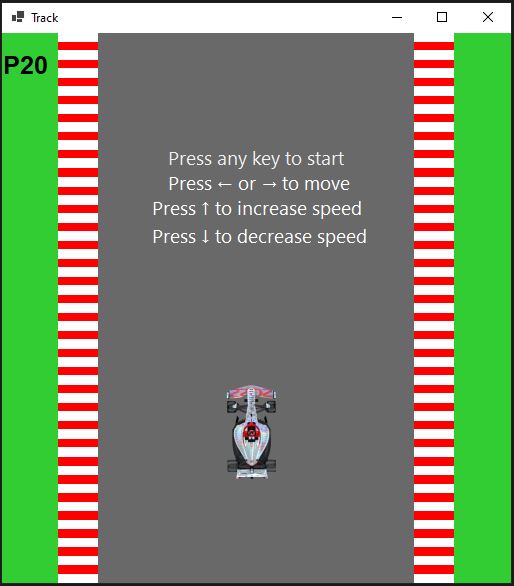 Track
P20
Press any key to start
Press ← or → to move
Press ↑ to increase speed
Press ↓ to decrease speed